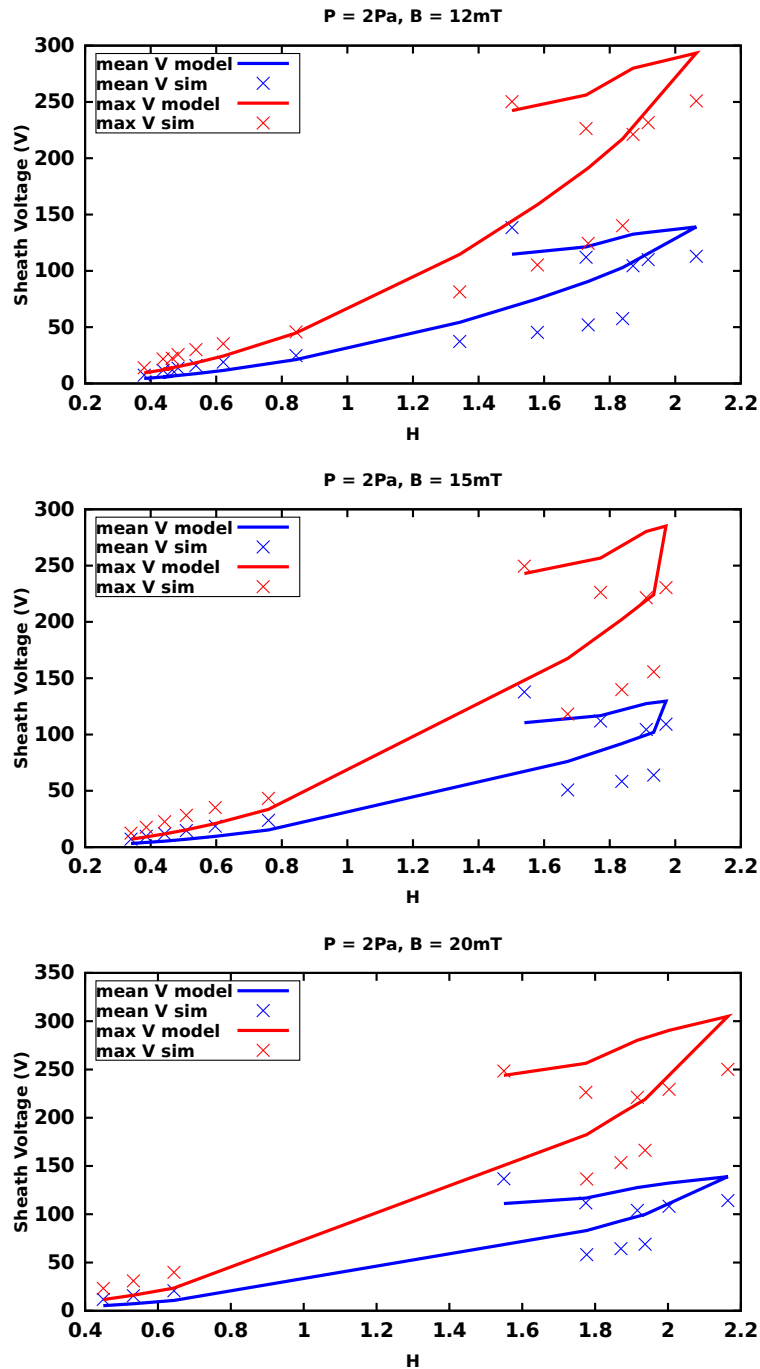 P = 2Pa, B = 12mT
300
250
200
150
100
50
0
Sheath Voltage (V)
mean V model
mean V sim
max V model
max V sim
0.2 0.4 0.6 0.8 1 1.2 1.4 1.6 1.8 2 2.2
H
P = 2Pa, B = 15mT
300
250
200
150
100
50
0
Sheath Voltage (V)
mean V model
mean V sim
max V model
max V sim
0.2 0.4 0.6 0.8 1 1.2 1.4 1.6 1.8 2 2.2
H
P = 2Pa, B = 20mT
350
300
250
200
150
100
50
0
Sheath Voltage (V)
mean V model
mean V sim
max V model
max V sim
0.4 0.6 0.8 1 1.2 1.4 1.6 1.8 2 2.2
H